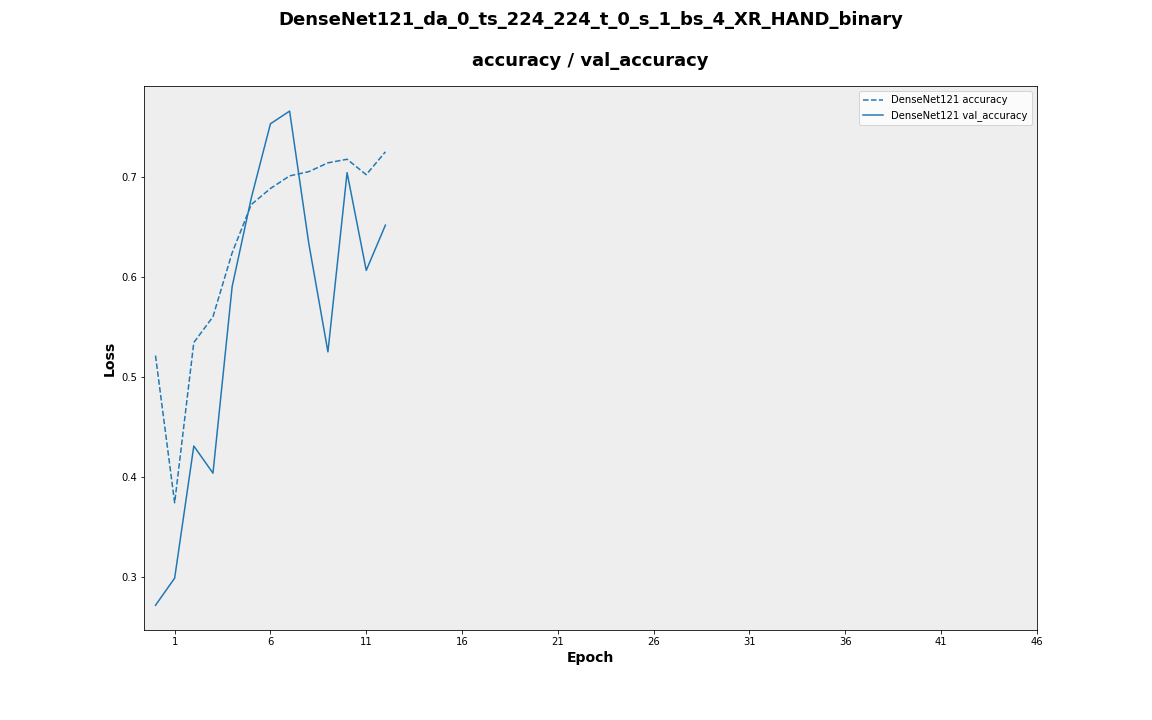 DenseNet121_da_0_ts_224_224_t_0_s_1_bs_4_XR_HAND_binary
accuracy / val_accuracy
DenseNet121 accuracy
DenseNet121 val_accuracy
0.7
0.6
0.5
0.4
0.3
Loss
1 6 11 16 21 26 31 36 41 46
Epoch